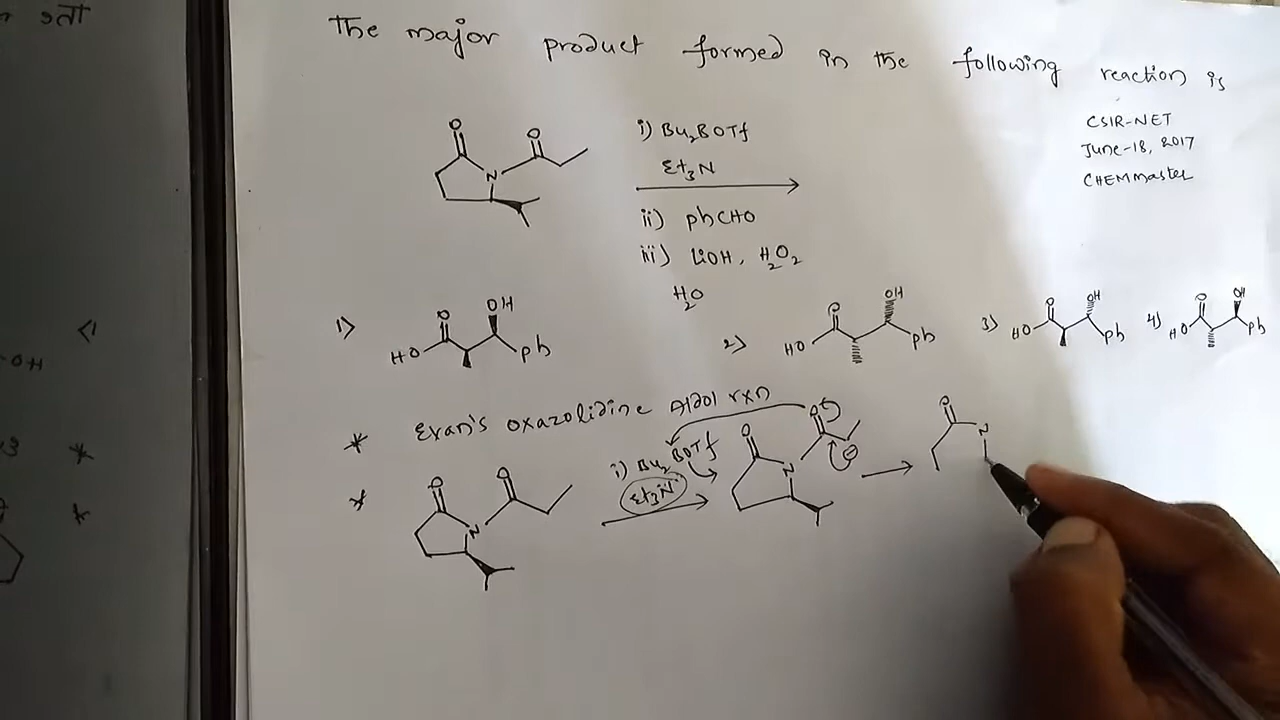 ता
The major product formed in the following reaction is
CSIR-NET
June-18, 2017
CHEMmaster
O
O
N
i) Bu2BOTf
Et3N
ii) PhCHO
iii) LiOH, H2O2
H2O
1) HO O OH Ph
2) HO O OH Ph
3) HO O OH Ph
4) HO O OH Ph
OH
* Evan's oxazolidine Aldol rxn
* O O N
i) Bu2BOTf
Et3N
O O N ⊖
O N